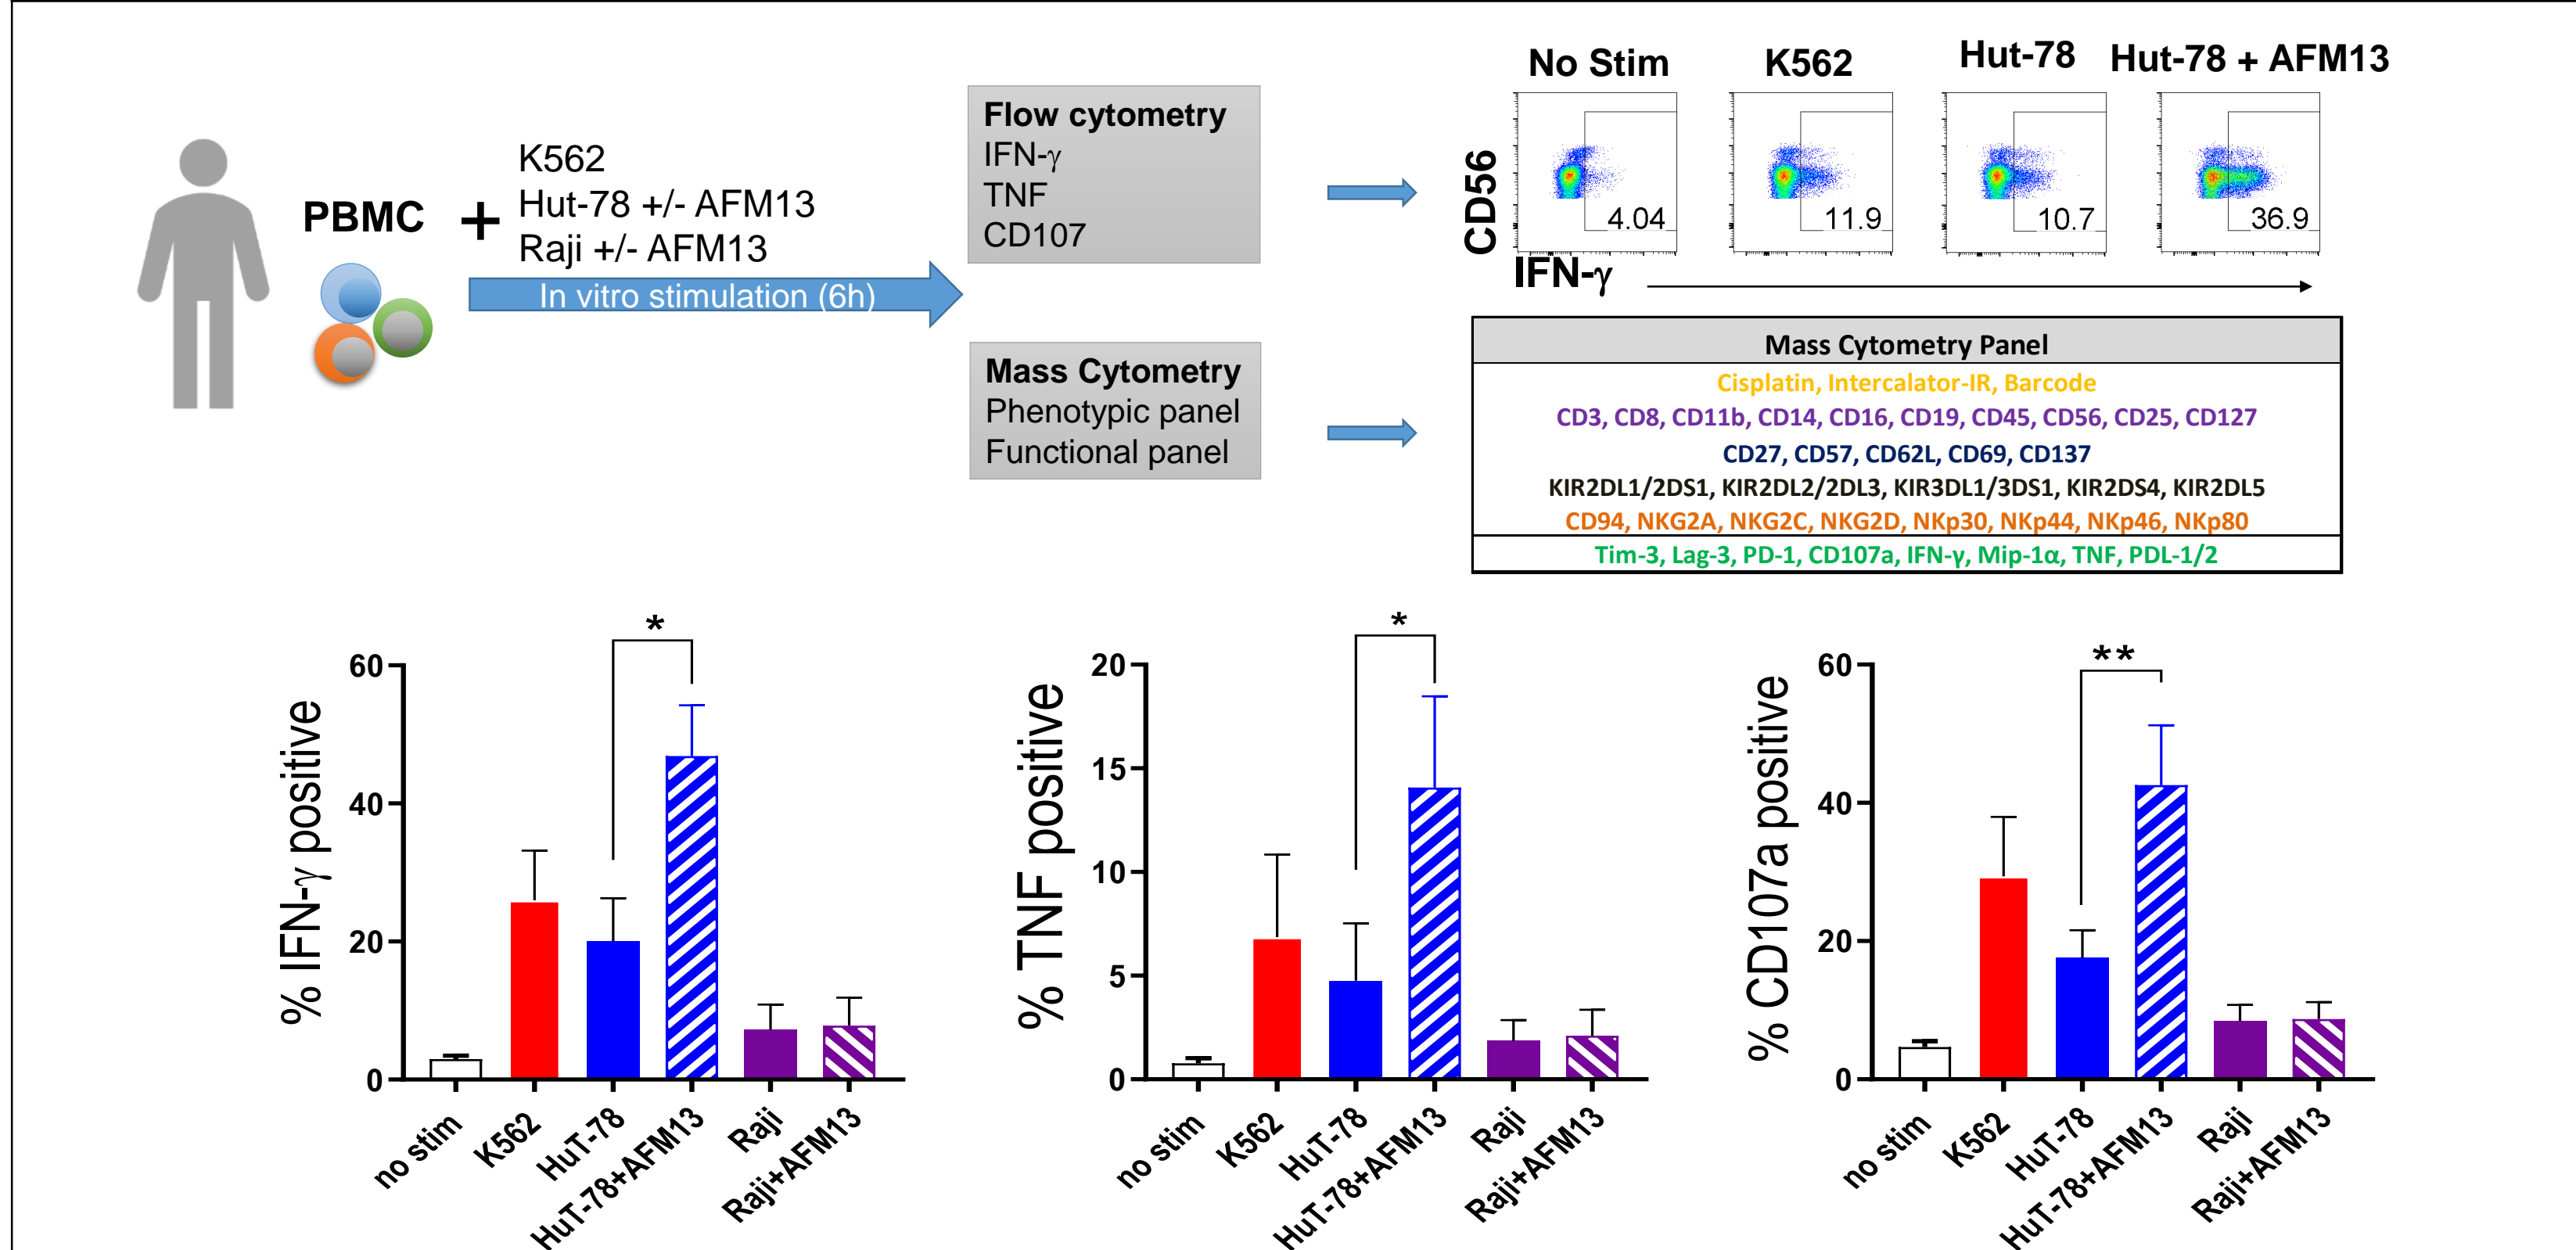 PBMC
+
K562
Hut-78 +/- AFM13
Raji +/- AFM13
In vitro stimulation (6h)
Flow cytometry
IFN-γ
TNF
CD107
Mass Cytometry
Phenotypic panel
Functional panel
No Stim
K562
Hut-78
Hut-78 + AFM13
CD56
4.04
11.9
10.7
36.9
IFN-γ
Mass Cytometry Panel
Cisplatin, Intercalator-IR, Barcode
CD3, CD8, CD11b, CD14, CD16, CD19, CD45, CD56, CD25, CD127
CD27, CD57, CD62L, CD69, CD137
KIR2DL1/2DS1, KIR2DL2/2DL3, KIR3DL1/3DS1, KIR2DS4, KIR2DL5
CD94, NKG2A, NKG2C, NKG2D, NKp30, NKp44, NKp46, NKp80
Tim-3, Lag-3, PD-1, CD107a, IFN-γ, Mip-1α, TNF, PDL-1/2
% IFN-γ positive
60
40
20
0
*
no stim
K562
HuT-78
HuT-78+AFM13
Raji
Raji+AFM13
% TNF positive
20
15
10
5
0
*
no stim
K562
HuT-78
HuT-78+AFM13
Raji
Raji+AFM13
% CD107a positive
60
40
20
0
**
no stim
K562
HuT-78
HuT-78+AFM13
Raji
Raji+AFM13